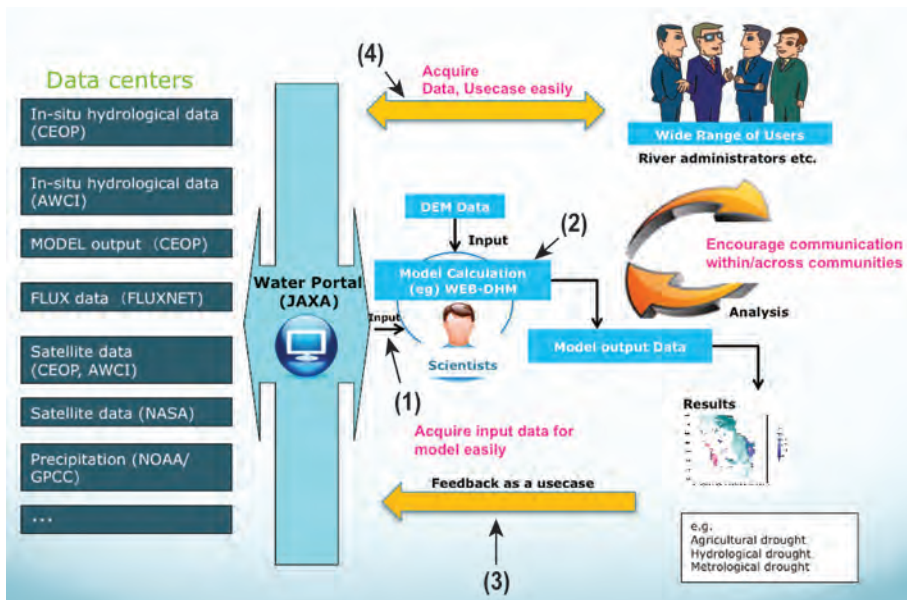 Data centers
In-situ hydrological data
(CEOP)
In-situ hydrological data
(AWCI)
MODEL output (CEOP)
FLUX data (FLUXNET)
Satellite data
(CEOP, AWCI)
Satellite data (NASA)
Precipitation (NOAA/
GPCC)
...
Water Portal
(JAXA)
(4)
Acquire
Data, Usecase easily
Wide Range of Users
River administrators etc.
DEM Data
Input
(2)
Model Calculation
(eg) WEB-DHM
Input
Scientists
(1)
Encourage communication
within/across communities
Analysis
Model output Data
Results
Acquire input data for
model easily
Feedback as a usecase
(3)
e.g.
Agricultural drought
Hydrological drought
Metrological drought